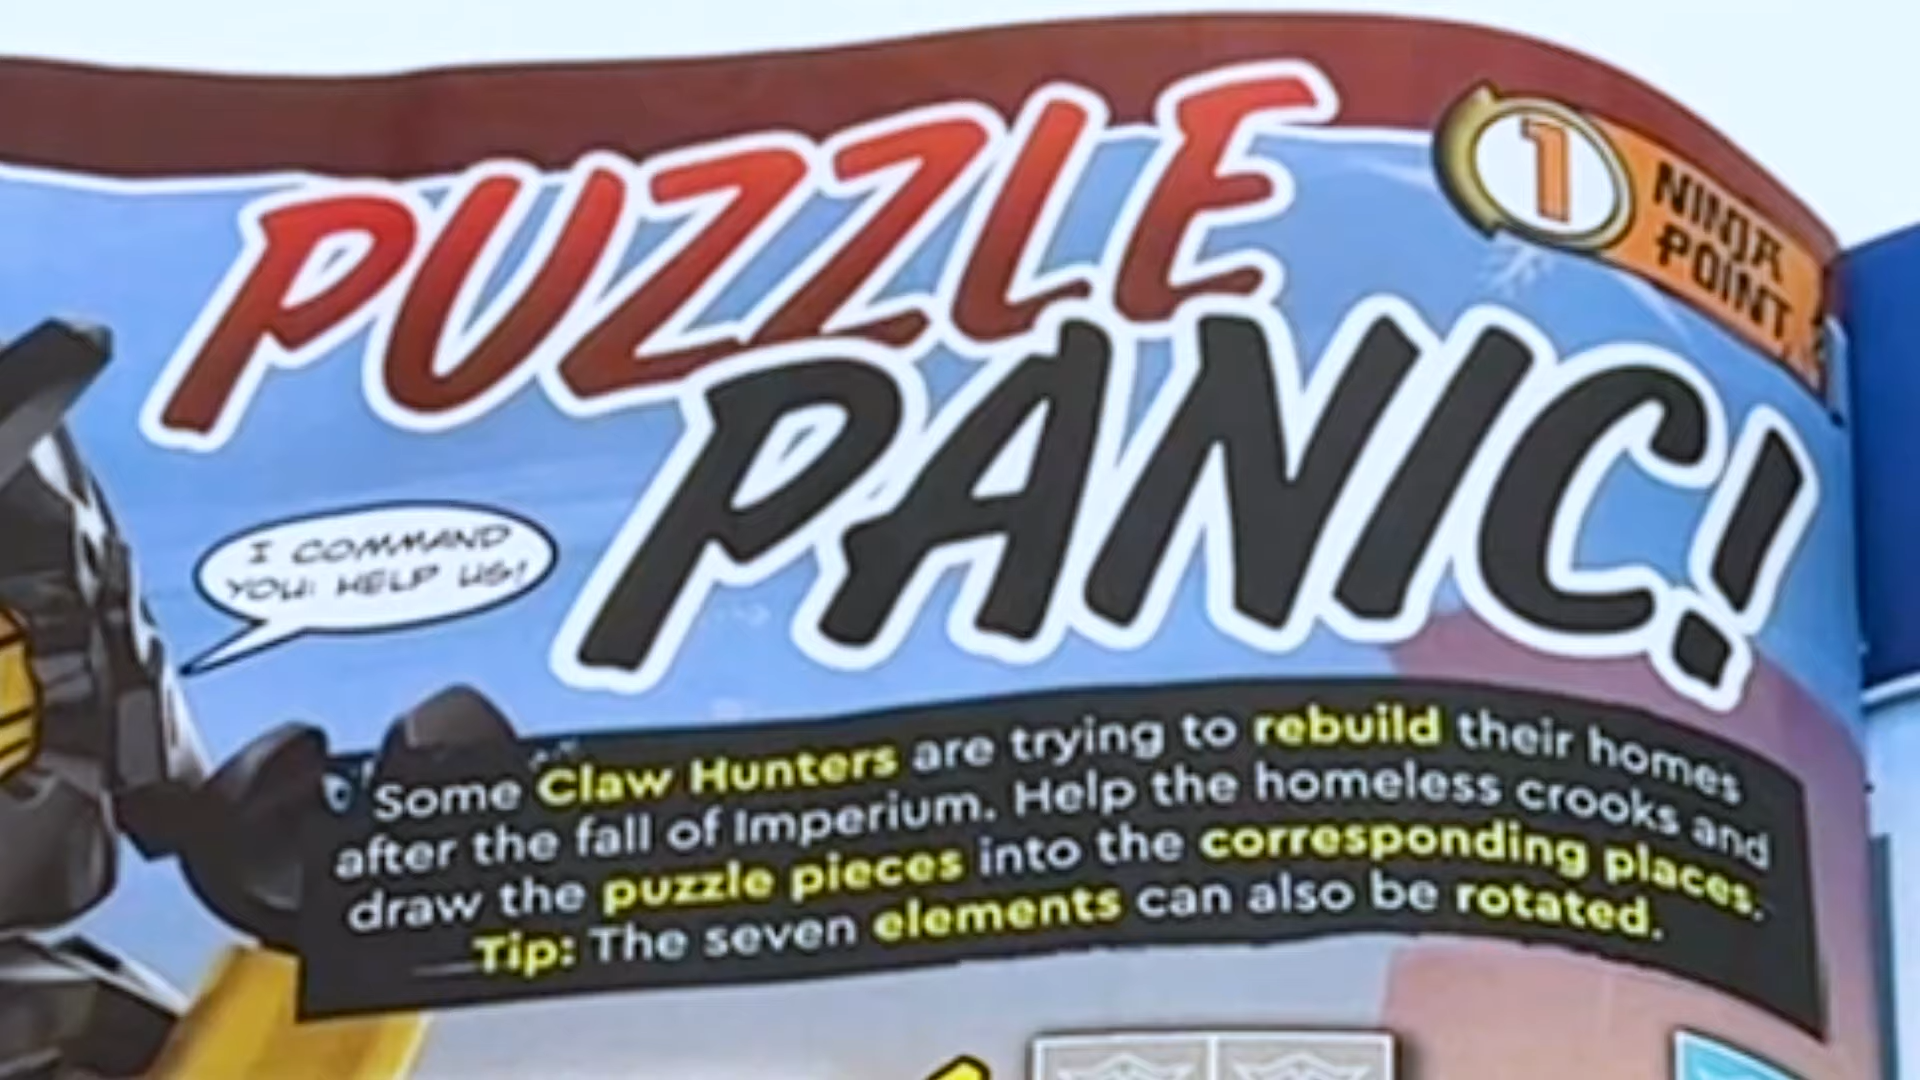 PUZZLE
PANIC!
1
NINJA
POINT
I COMMAND
YOU: HELP US!
Some Claw Hunters are trying to rebuild their homes
after the fall of Imperium. Help the homeless crooks and
draw the puzzle pieces into the corresponding places.
Tip: The seven elements can also be rotated.